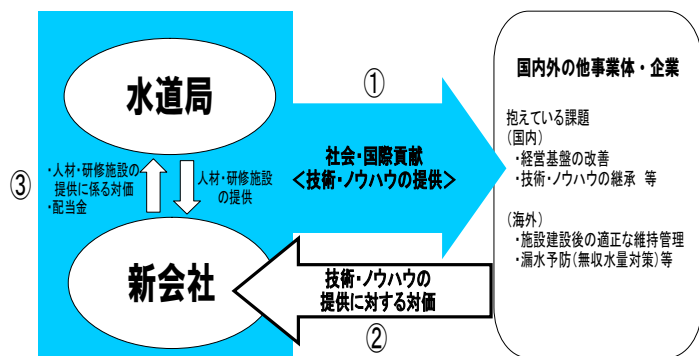 水道局
③
・人材・研修施設の
提供に係る対価
・配当金
人材・研修施設
の提供
新会社
①
社会・国際貢献
<技術・ノウハウの提供>
技術・ノウハウの
提供に対する対価
②
国内外の他事業体・企業
抱えている課題
(国内)
・経営基盤の改善
・技術・ノウハウの継承 等
(海外)
・施設建設後の適正な維持管理
・漏水予防(無収水量対策)等